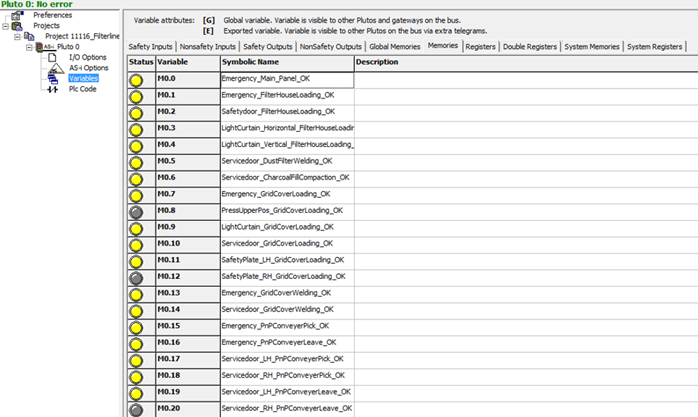 Pluto 0: No error
Preferences
Projects
Project 11116_Filterline
AS-i Pluto 0
I/O Options
AS-i Options
Variables
Plc Code
Variable attributes: [G] Global variable. Variable is visible to other Plutos and gateways on the bus.
[E] Exported variable. Variable is visible to other Plutos on the bus via extra telegrams.
Safety Inputs Nonsafety Inputs Safety Outputs NonSafety Outputs Global Memories Memories Registers Double Registers System Memories System Registers
Status Variable Symbolic Name Description
M0.0 Emergency_Main_Panel_OK
M0.1 Emergency_FilterHouseLoading_OK
M0.2 Safetydoor_FilterHouseLoading_OK
M0.3 LightCurtain_Horizontal_FilterHouseLoadin
M0.4 LightCurtain_Vertical_FilterHouseLoading_
M0.5 Servicedoor_DustFilterWelding_OK
M0.6 Servicedoor_CharcoalFillCompaction_OK
M0.7 Emergency_GridCoverLoading_OK
M0.8 PressUpperPos_GridCoverLoading_OK
M0.9 LightCurtain_GridCoverLoading_OK
M0.10 Servicedoor_GridCoverLoading_OK
M0.11 SafetyPlate_LH_GridCoverLoading_OK
M0.12 SafetyPlate_RH_GridCoverLoading_OK
M0.13 Emergency_GridCoverWelding_OK
M0.14 Servicedoor_GridCoverWelding_OK
M0.15 Emergency_PnPConveyerPick_OK
M0.16 Emergency_PnPConveyerLeave_OK
M0.17 Servicedoor_LH_PnPConveyerPick_OK
M0.18 Servicedoor_RH_PnPConveyerPick_OK
M0.19 Servicedoor_LH_PnPConveyerLeave_OK
M0.20 Servicedoor_RH_PnPConveyerLeave_OK